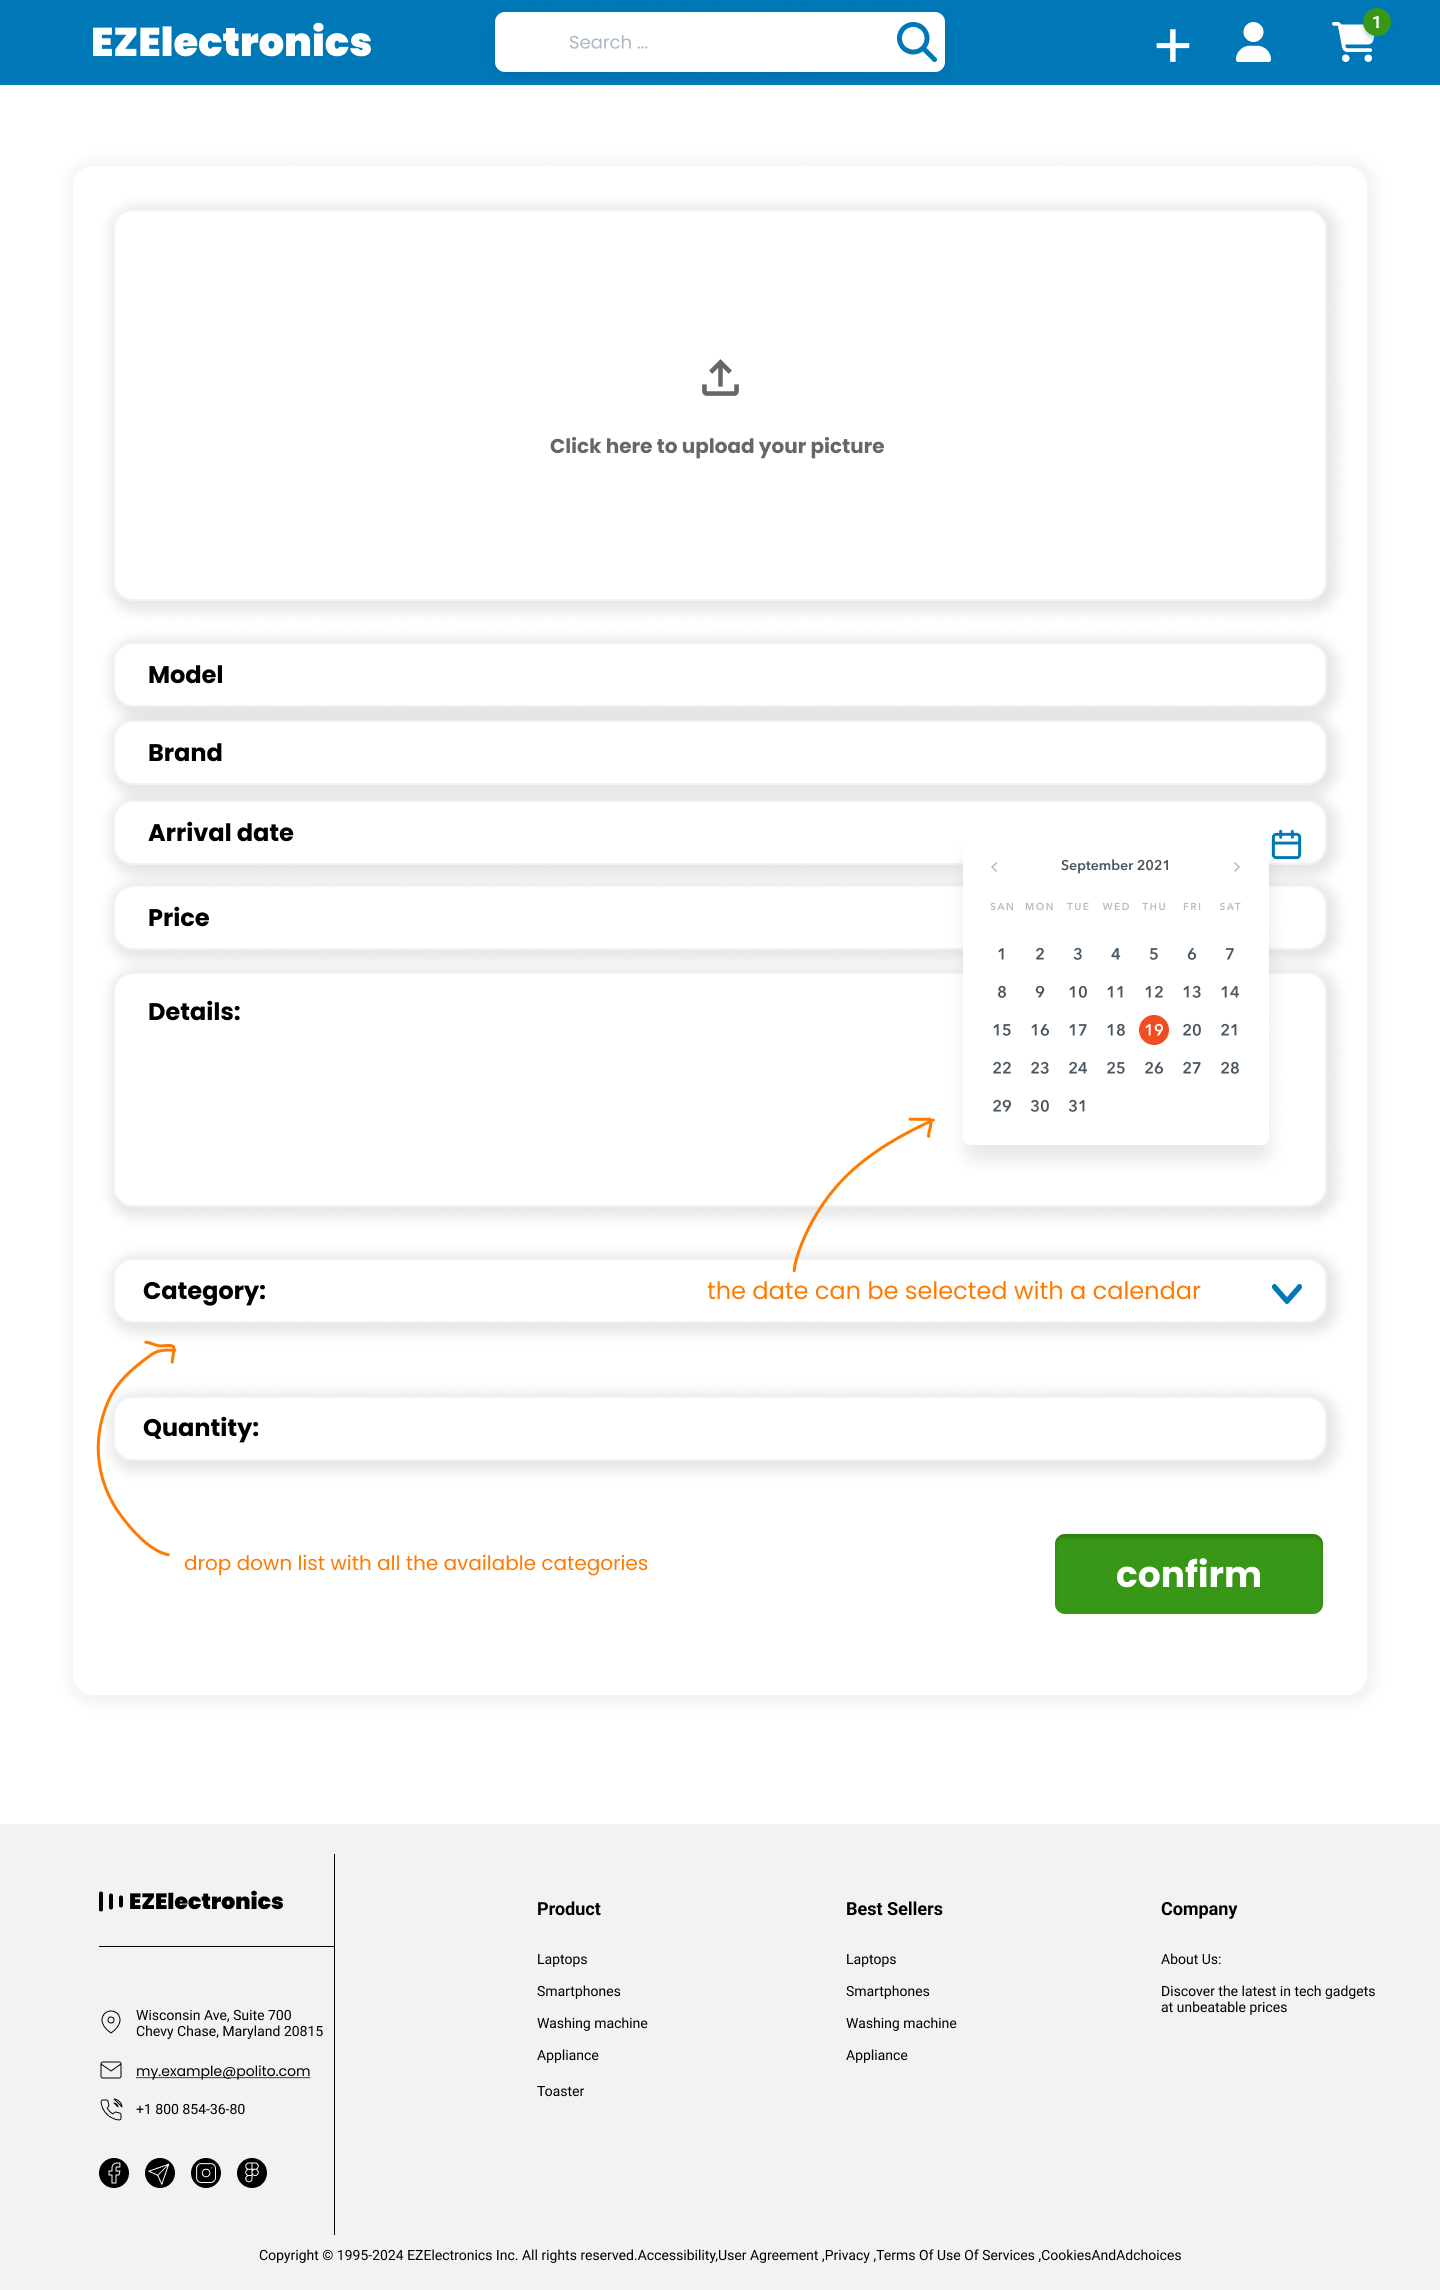 EZElectronics
Search ...
1
Click here to upload your picture
Model
Brand
Arrival date
September 2021
SAN MON TUE WED THU FRI SAT
1 2 3 4 5 6 7
8 9 10 11 12 13 14
15 16 17 18 19 20 21
22 23 24 25 26 27 28
29 30 31
Price
Details:
Category:
the date can be selected with a calendar
Quantity:
drop down list with all the available categories
confirm
EZElectronics
Wisconsin Ave, Suite 700
Chevy Chase, Maryland 20815
my.example@polito.com
+1 800 854-36-80
Product
Laptops
Smartphones
Washing machine
Appliance
Toaster
Best Sellers
Laptops
Smartphones
Washing machine
Appliance
Company
About Us:
Discover the latest in tech gadgets
at unbeatable prices
Copyright © 1995-2024 EZElectronics Inc. All rights reserved.Accessibility,User Agreement ,Privacy ,Terms Of Use Of Services ,CookiesAndAdchoices